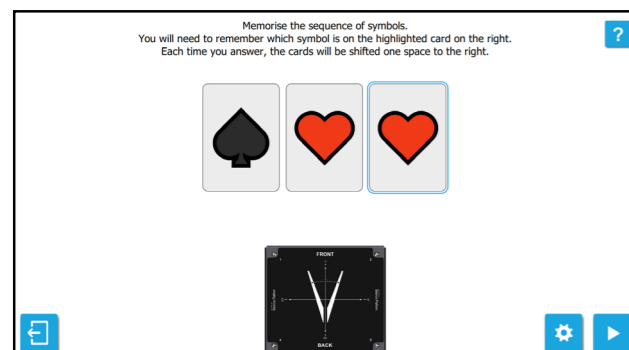 Memorise the sequence of symbols.
You will need to remember which symbol is on the highlighted card on the right.
Each time you answer, the cards will be shifted one space to the right.
?
FRONT
BACK